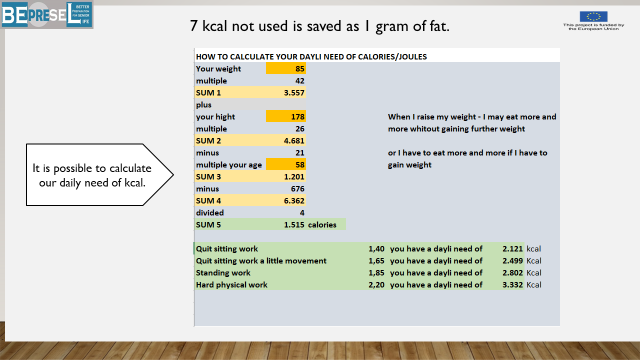 BEPRESEL
BETTER
PREVENTION
FOR SENIOR
LIFE
7 kcal not used is saved as 1 gram of fat.
This project is funded by
the European Union
HOW TO CALCULATE YOUR DAYLI NEED OF CALORIES/JOULES
Your weight 85
multiple 42
SUM 1 3.557
plus
your hight 178
multiple 26
SUM 2 4.681
minus 21
multiple your age 58
SUM 3 1.201
minus 676
SUM 4 6.362
divided 4
SUM 5 1.515 calories
When I raise my weight - I may eat more and
more whitout gaining further weight
or I have to eat more and more if I have to
gain weight
It is possible to calculate
our daily need of kcal.
Quit sitting work 1,40 you have a dayli need of 2.121 kcal
Quit sitting work a little movement 1,65 you have a dayli need of 2.499 Kcal
Standing work 1,85 you have a dayli need of 2.802 Kcal
Hard physical work 2,20 you have a dayli need of 3.332 Kcal